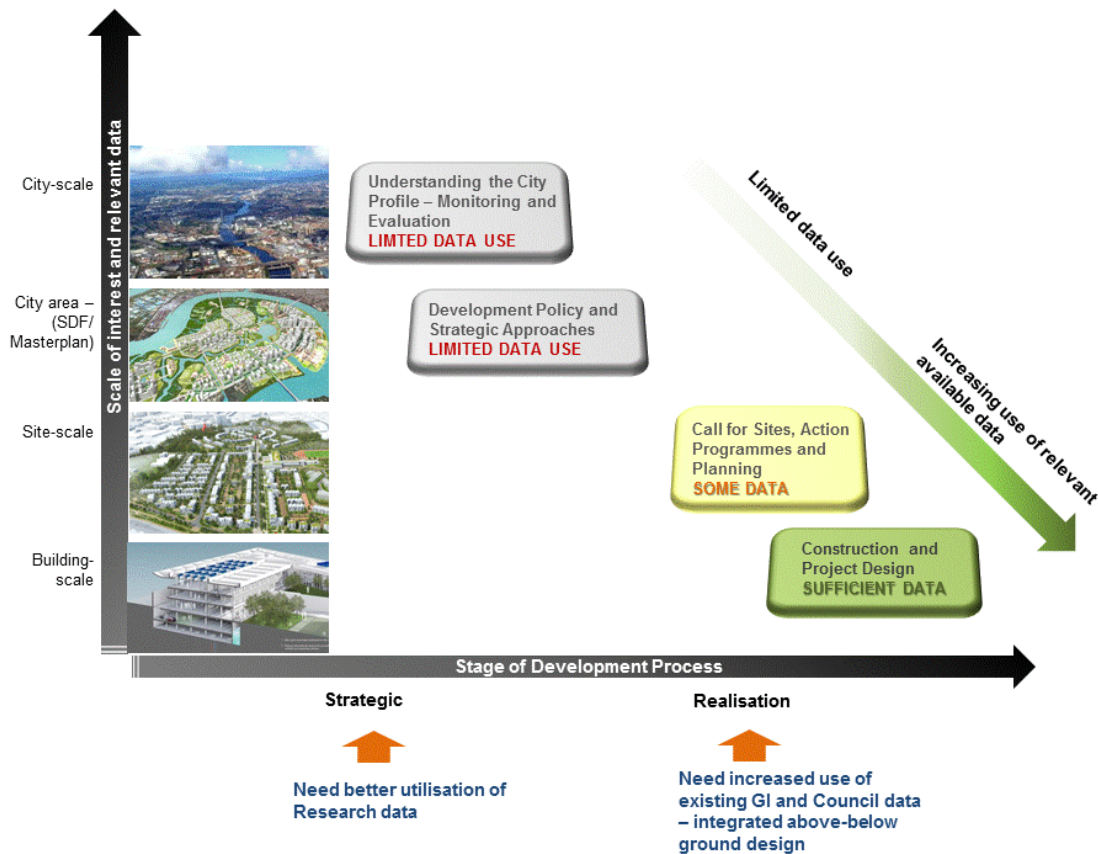 Scale of interest and relevant data
City-scale
City area –
(SDF/
Masterplan)
Site-scale
Building-
scale
Understanding the City
Profile – Monitoring and
Evaluation
LIMTED DATA USE
Development Policy and
Strategic Approaches
LIMITED DATA USE
Call for Sites, Action
Programmes and
Planning
SOME DATA
Construction and
Project Design
SUFFICIENT DATA
Limited data use
Increasing use of relevant
available data
Stage of Development Process
Strategic
Realisation
Need better utilisation of
Research data
Need increased use of
existing GI and Council data
– integrated above-below
ground design